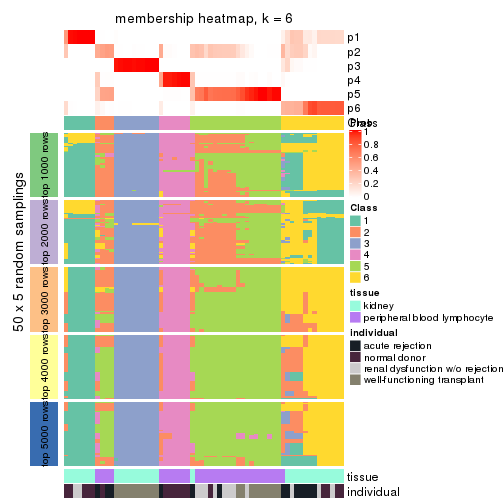 membership heatmap, k = 6
p1
p2
p3
p4
p5
p6
Class
Prob
1
0.8
0.6
0.4
0.2
0
Class
1
2
3
4
5
6
tissue
kidney
peripheral blood lymphocyte
individual
acute rejection
normal donor
renal dysfunction w/o rejection
well-functioning transplant
50 x 5 random samplings
top 1000 rows
top 2000 rows
top 3000 rows
top 4000 rows
top 5000 rows
tissue
individual